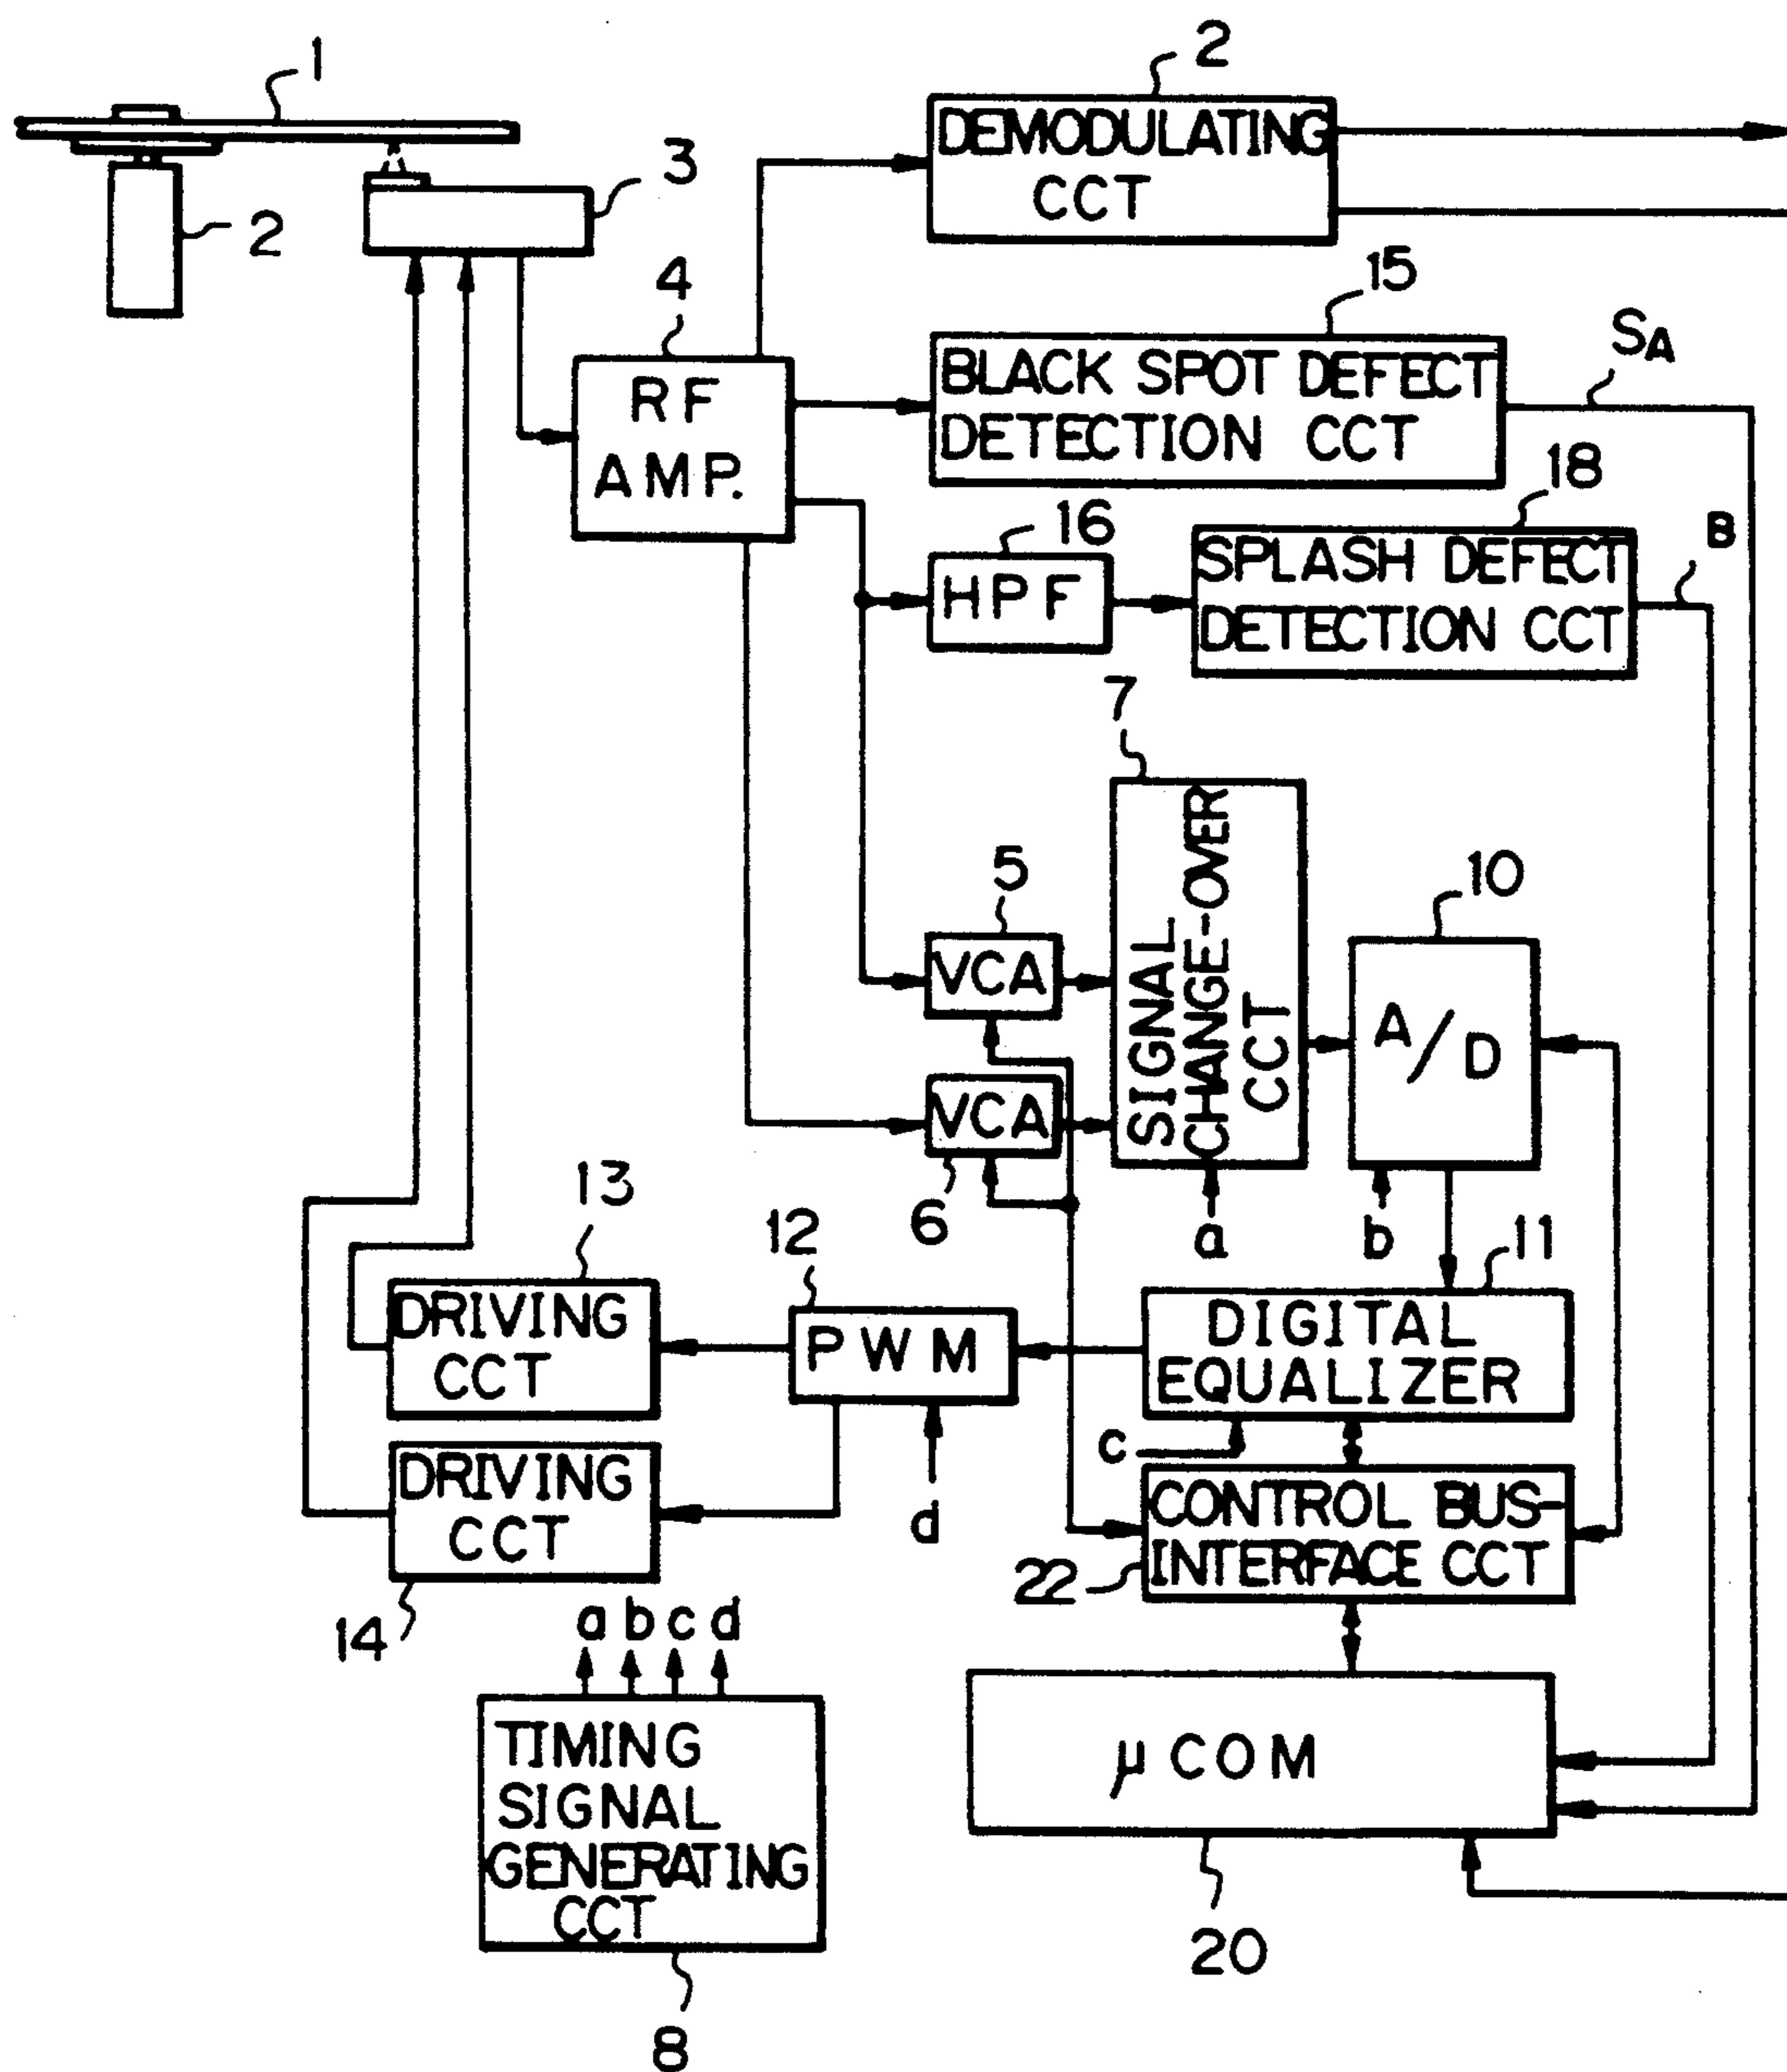 1
2
3
2
DEMODULATING
CCT
4
RF
AMP.
15
BLACK SPOT DEFECT
DETECTION CCT
SA
16
HPF
18
SPLASH DEFECT
DETECTION CCT
B
7
SIGNAL
CHANGE-OVER
CCT
5
VCA
10
A/D
VCA
6
a
b
13
DRIVING
CCT
12
PWM
11
DIGITAL
EQUALIZER
c
d
DRIVING
CCT
14
CONTROL BUS-
INTERFACE CCT
22
a b c d
TIMING
SIGNAL
GENERATING
CCT
8
μCOM
20